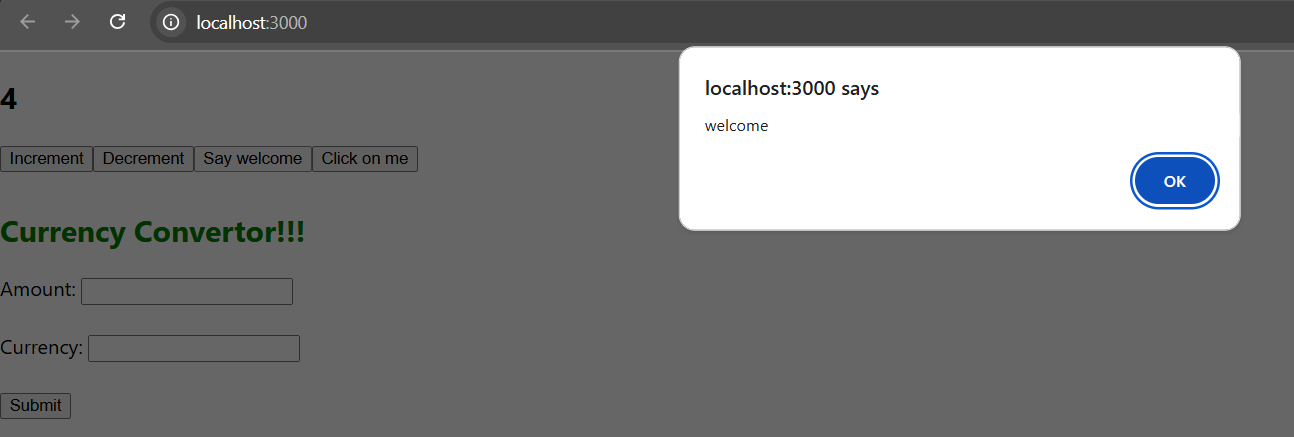 localhost:3000
localhost:3000 says
welcome
OK
4
Increment Decrement Say welcome Click on me
Currency Convertor!!!
Amount:
Currency:
Submit